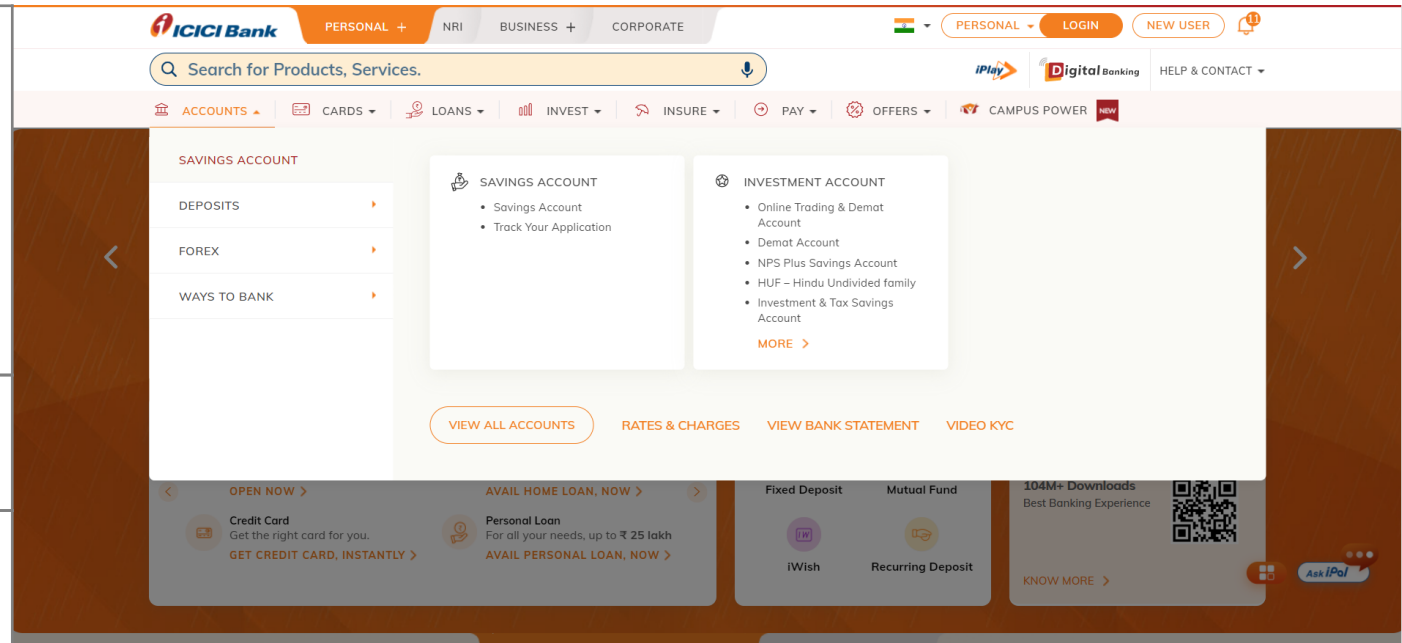 ICICI Bank
PERSONAL +
NRI
BUSINESS +
CORPORATE
PERSONAL
LOGIN
NEW USER
11
Search for Products, Services.
iPlay
Digital Banking
HELP & CONTACT
ACCOUNTS
CARDS
LOANS
INVEST
INSURE
PAY
OFFERS
CAMPUS POWER
NEW
SAVINGS ACCOUNT
DEPOSITS
FOREX
WAYS TO BANK
SAVINGS ACCOUNT
• Savings Account
• Track Your Application
INVESTMENT ACCOUNT
• Online Trading & Demat
Account
• Demat Account
• NPS Plus Savings Account
• HUF – Hindu Undivided family
• Investment & Tax Savings
Account
MORE >
VIEW ALL ACCOUNTS
RATES & CHARGES
VIEW BANK STATEMENT
VIDEO KYC
OPEN NOW >
AVAIL HOME LOAN, NOW >
Credit Card
Get the right card for you.
GET CREDIT CARD, INSTANTLY >
Personal Loan
For all your needs, up to ₹ 25 lakh
AVAIL PERSONAL LOAN, NOW >
Fixed Deposit
Mutual Fund
iW
iWish
Recurring Deposit
104M+ Downloads
Best Banking Experience
KNOW MORE >
Ask iPal